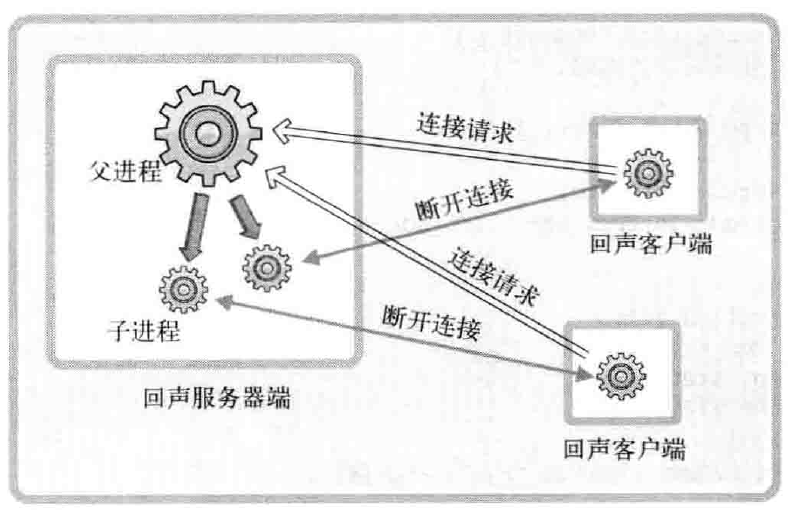 连接请求
父进程
断开连接
回声客户端
连接请求
断开连接
子进程
回声服务器端
回声客户端